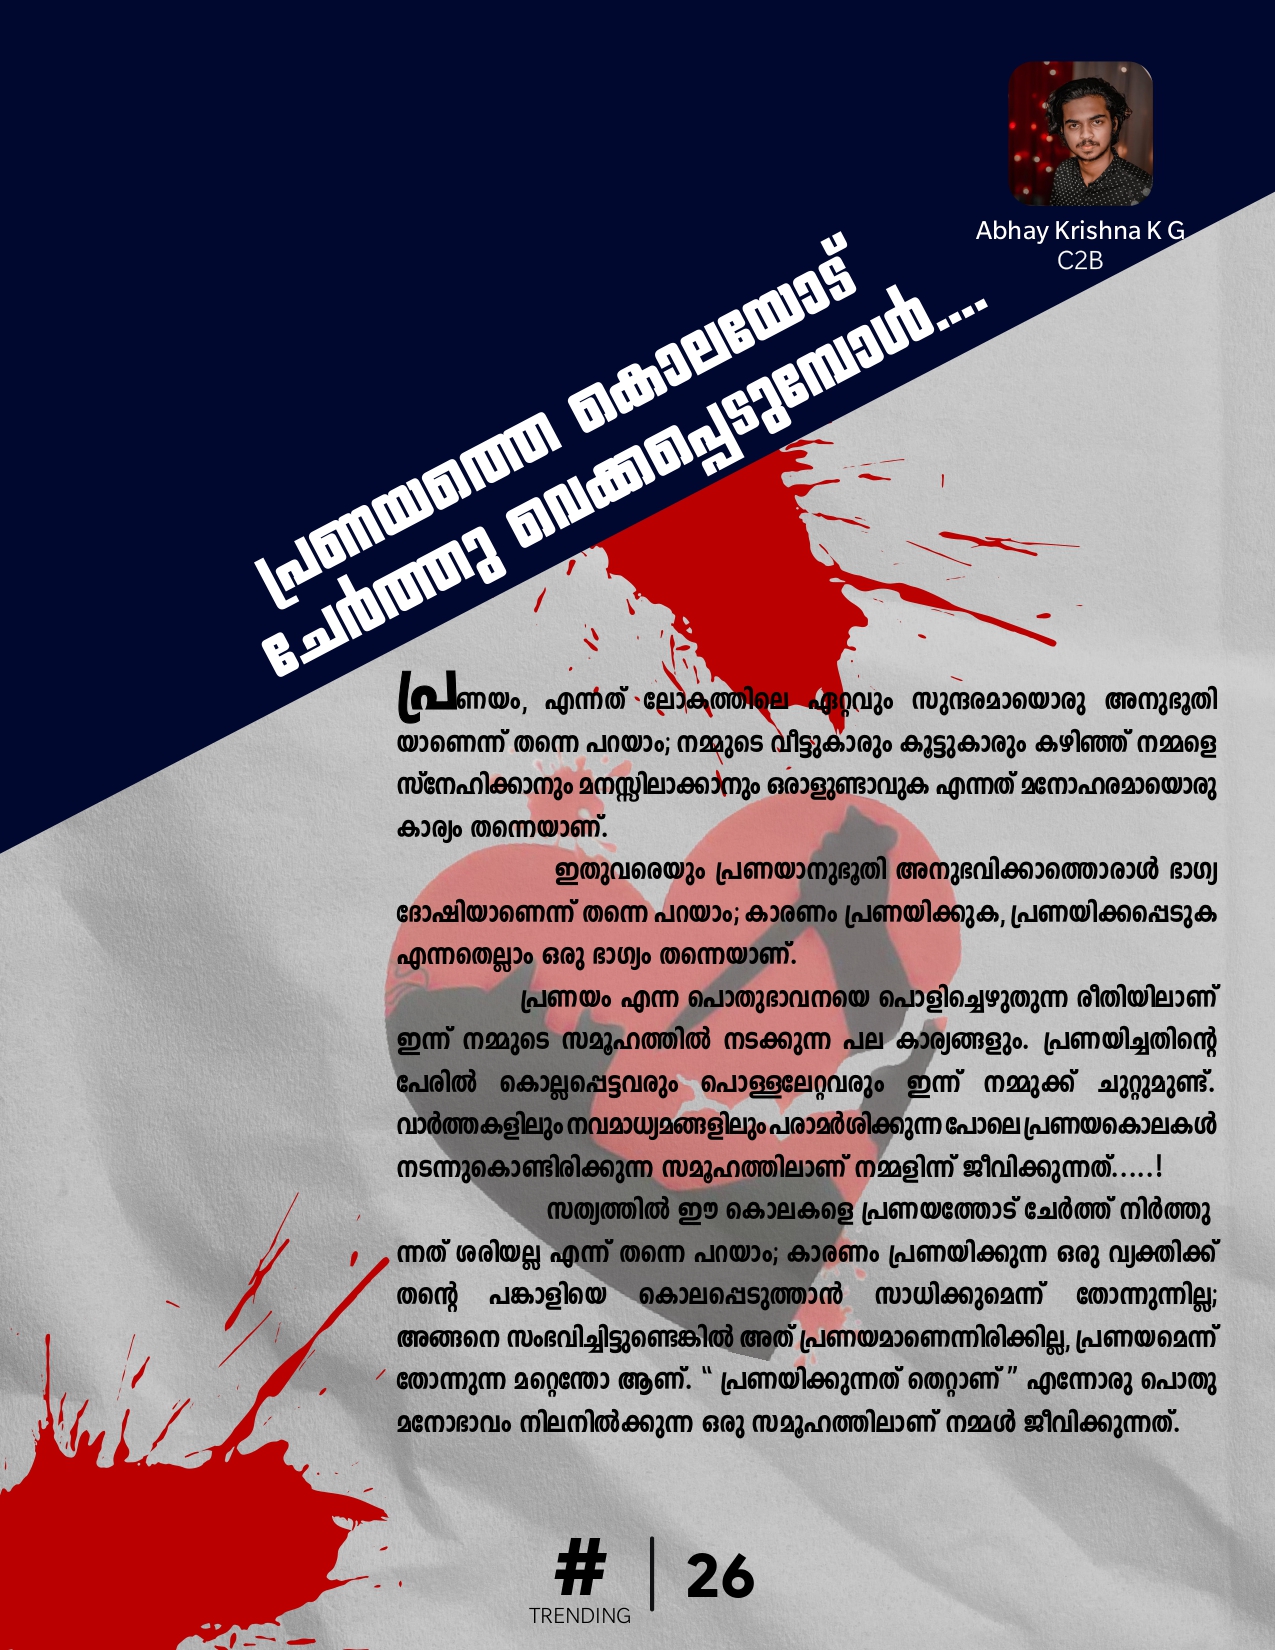 Abhay Krishna K G
C2B
പ്രണയത്തെ കൊലയോട്
ചേർത്തു വെക്കപ്പെടുമ്പോൾ....
പ്രണയം, എന്നത് ലോകത്തിലെ ഏറ്റവും സുന്ദരമായൊരു അനുഭൂതി
യാണെന്ന് തന്നെ പറയാം; നമ്മുടെ വീട്ടുകാരും കൂട്ടുകാരും കഴിഞ്ഞ് നമ്മളെ
സ്നേഹിക്കാനും മനസ്സിലാക്കാനും ഒരാളുണ്ടാവുക എന്നത് മനോഹരമായൊരു
കാര്യം തന്നെയാണ്.
ഇതുവരെയും പ്രണയാനുഭൂതി അനുഭവിക്കാത്തൊരാൾ ഭാഗ്യ
ദോഷിയാണെന്ന് തന്നെ പറയാം; കാരണം പ്രണയിക്കുക, പ്രണയിക്കപ്പെടുക
എന്നതെല്ലാം ഒരു ഭാഗ്യം തന്നെയാണ്.
പ്രണയം എന്ന പൊതുഭാവനയെ പൊളിച്ചെഴുതുന്ന രീതിയിലാണ്
ഇന്ന് നമ്മുടെ സമൂഹത്തിൽ നടക്കുന്ന പല കാര്യങ്ങളും. പ്രണയിച്ചതിന്റെ
പേരിൽ കൊല്ലപ്പെട്ടവരും പൊള്ളലേറ്റവരും ഇന്ന് നമുക്ക് ചുറ്റുമുണ്ട്.
വാർത്തകളിലും നവമാധ്യമങ്ങളിലും പരാമർശിക്കുന്ന പോലെ പ്രണയകൊലകൾ
നടന്നുകൊണ്ടിരിക്കുന്ന സമൂഹത്തിലാണ് നമ്മളിന്ന് ജീവിക്കുന്നത്.....!
സത്യത്തിൽ ഈ കൊലകളെ പ്രണയത്തോട് ചേർത്ത് നിർത്തു
ന്നത് ശരിയല്ല എന്ന് തന്നെ പറയാം; കാരണം പ്രണയിക്കുന്ന ഒരു വ്യക്തിക്ക്
തന്റെ പങ്കാളിയെ കൊലപ്പെടുത്താൻ സാധിക്കുമെന്ന് തോന്നുന്നില്ല;
അങ്ങനെ സംഭവിച്ചിട്ടുണ്ടെങ്കിൽ അത് പ്രണയമാണെന്നിരിക്കില്ല, പ്രണയമെന്ന്
തോന്നുന്ന മറ്റെന്തോ ആണ്. “ പ്രണയിക്കുന്നത് തെറ്റാണ് ” എന്നോരു പൊതു
മനോഭാവം നിലനിൽക്കുന്ന ഒരു സമൂഹത്തിലാണ് നമ്മൾ ജീവിക്കുന്നത്.
#
TRENDING
26